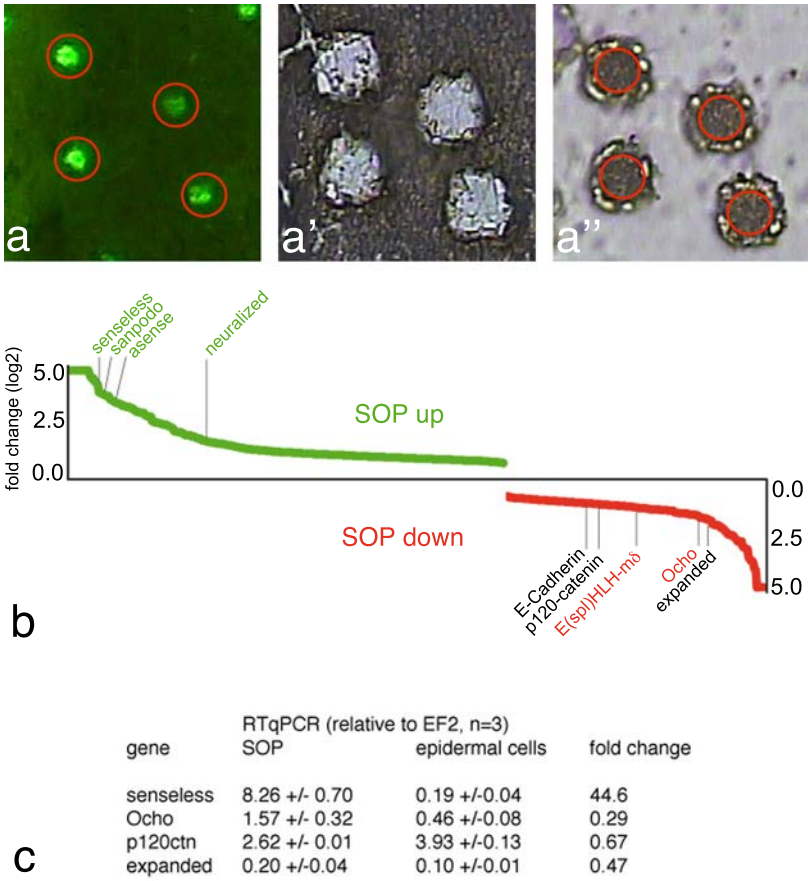 a
a'
a''
senseless
sanpodo
asense
neuralized
fold change (log2)
5.0
2.5
0.0
SOP up
SOP down
0.0
2.5
5.0
E-Cadherin
p120-catenin
E(spl)HLH-mδ
Ocho
expanded
b
RTqPCR (relative to EF2, n=3)
gene SOP epidermal cells fold change
senseless 8.26 +/- 0.70 0.19 +/-0.04 44.6
Ocho 1.57 +/- 0.32 0.46 +/-0.08 0.29
p120ctn 2.62 +/- 0.01 3.93 +/-0.13 0.67
expanded 0.20 +/-0.04 0.10 +/-0.01 0.47
c